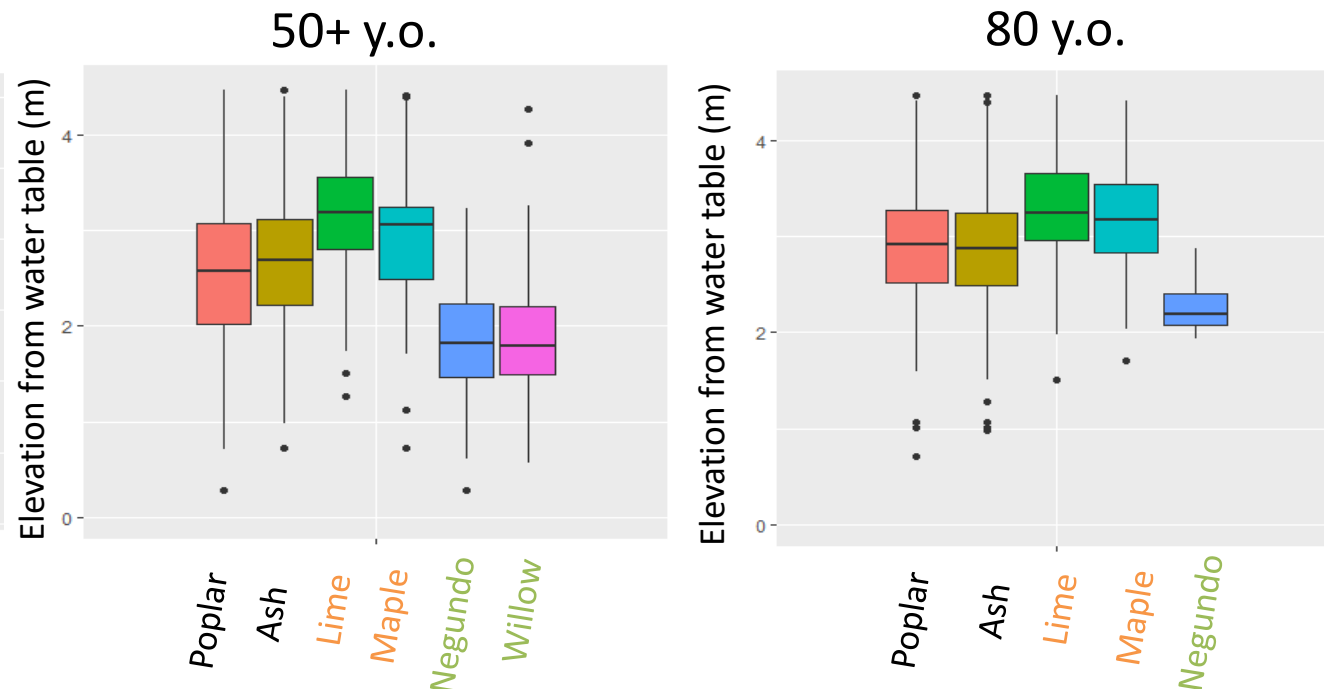 50+ y.o.
Elevation from water table (m)
4
2
0
Poplar
Ash
Lime
Maple
Negundo
Willow
80 y.o.
Elevation from water table (m)
4
2
0
Poplar
Ash
Lime
Maple
Negundo